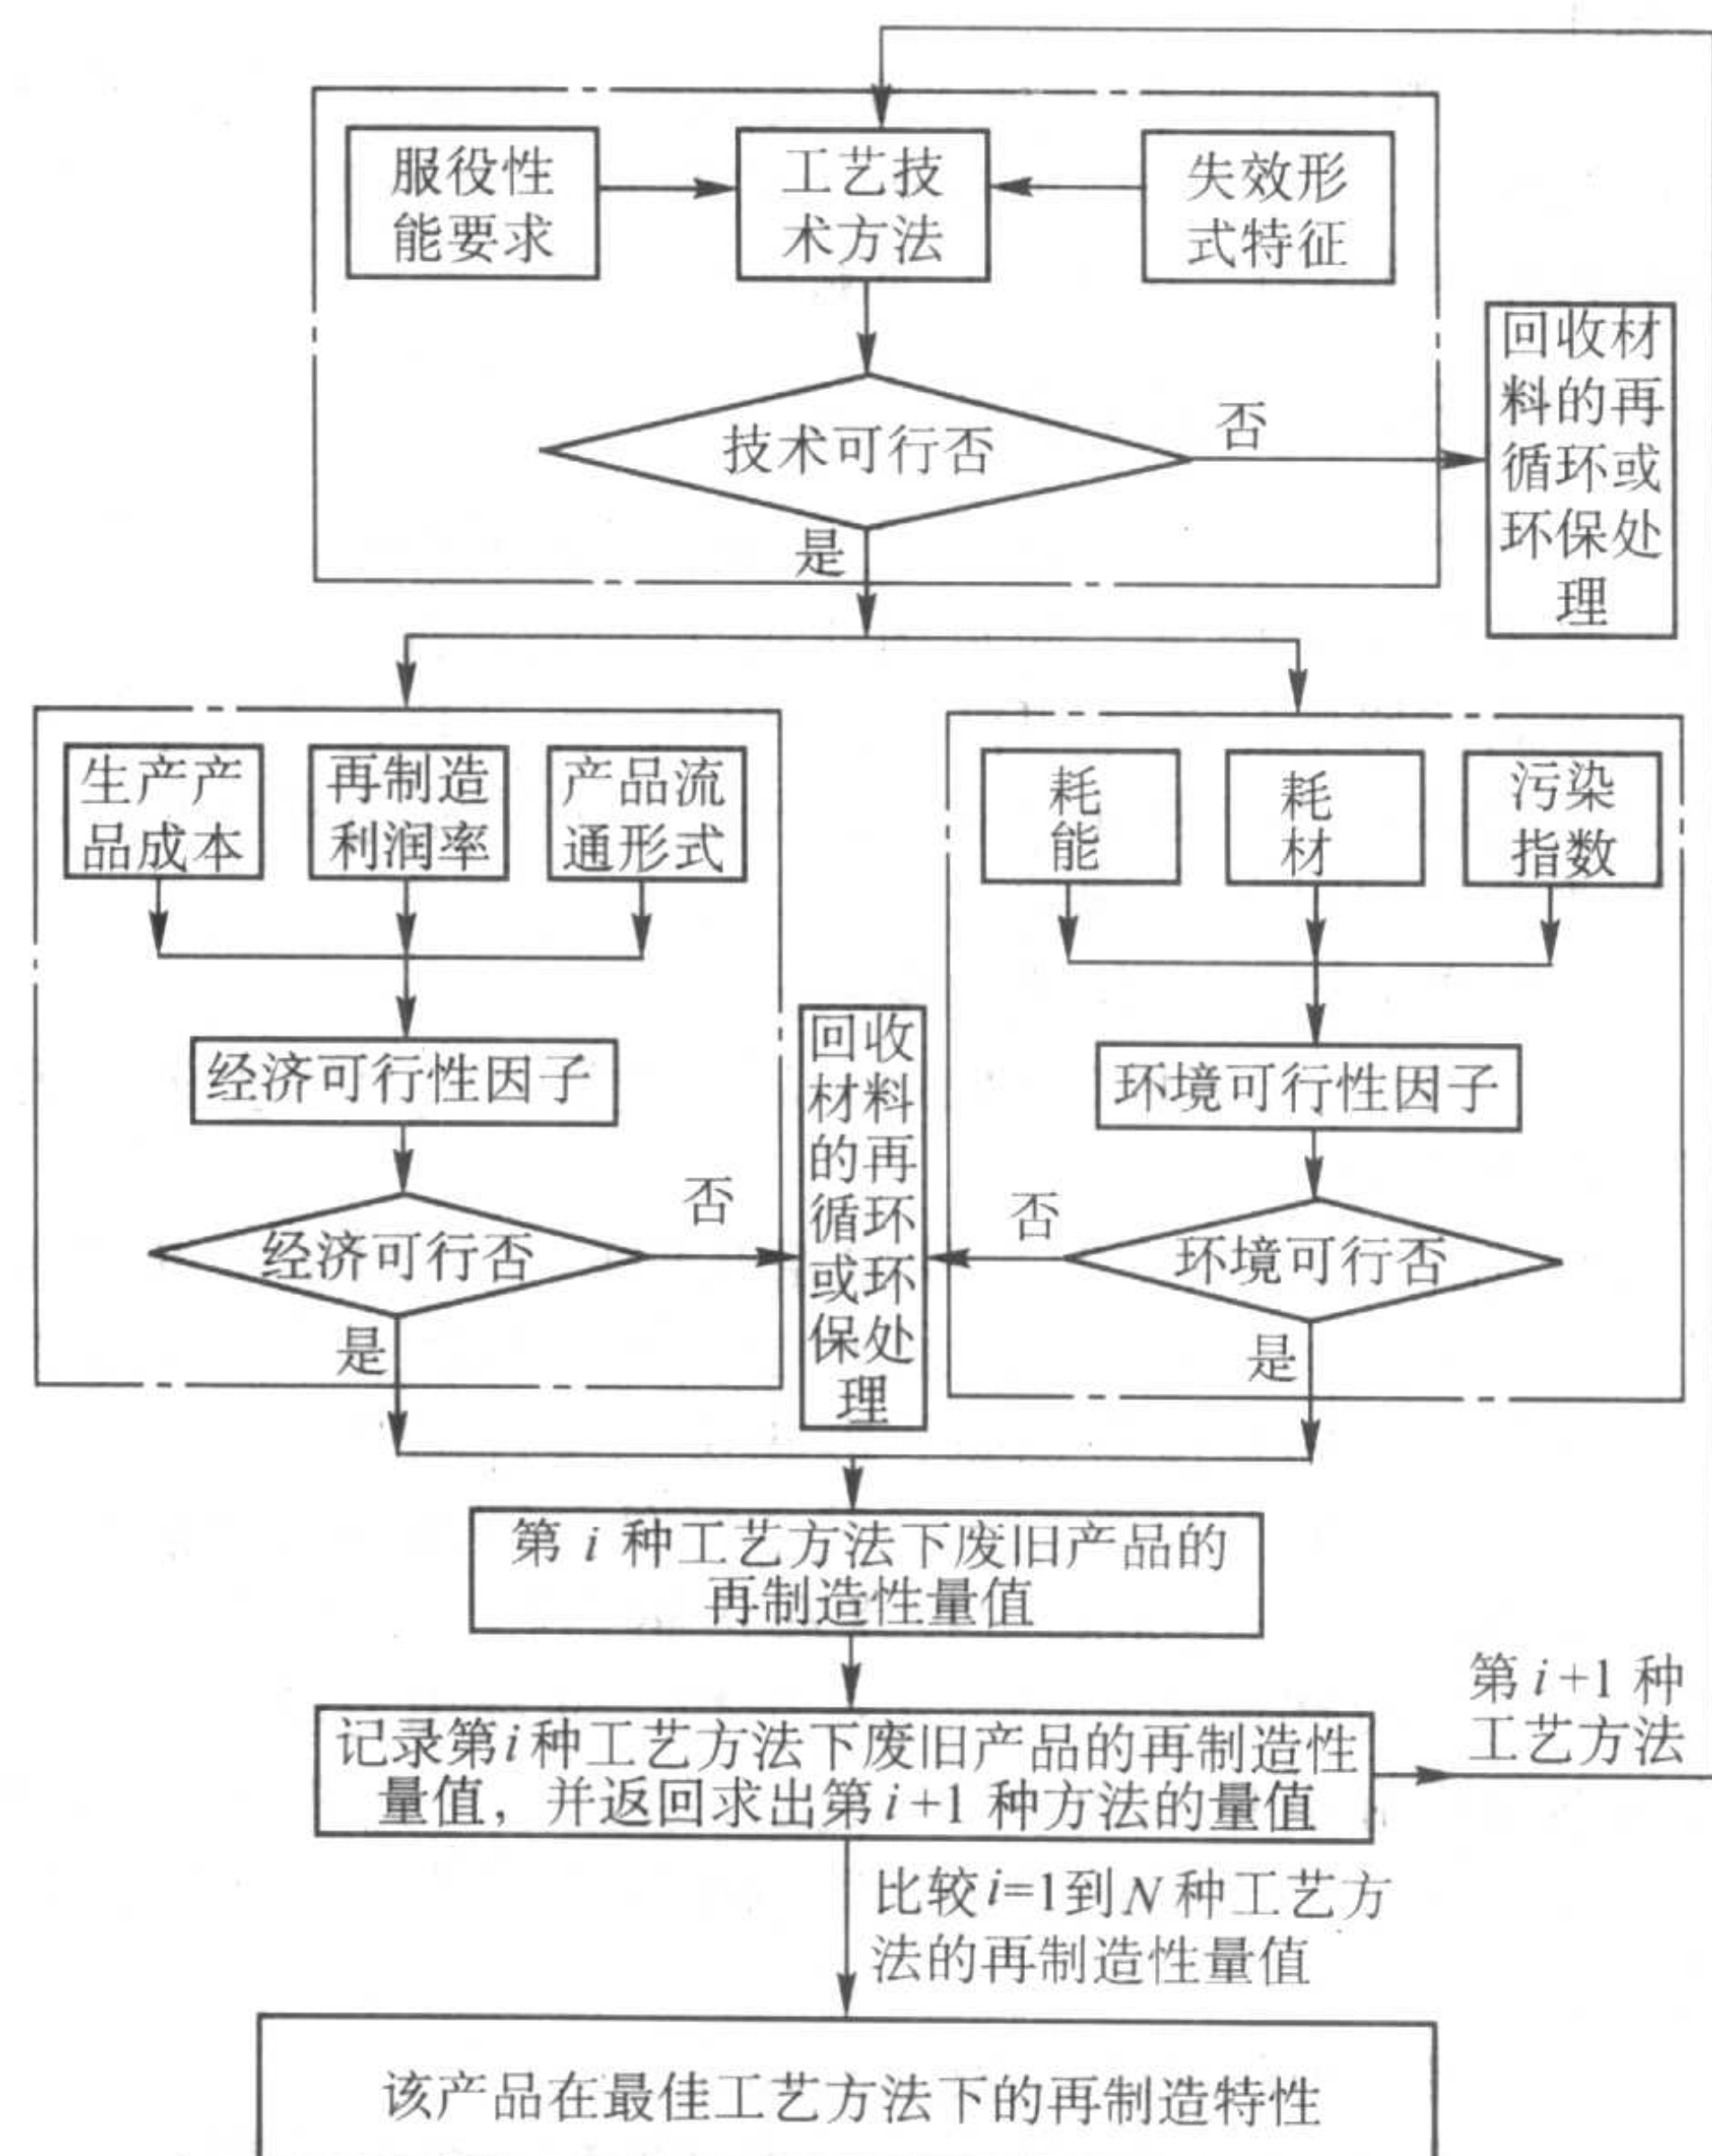 服役性
能要求
工艺技
术方法
失效形
式特征
技术可行否
否
是
回收材
料的再
循环或
环保处
理
生产产
品成本
再制造
利润率
产品流
通形式
耗
能
耗
材
污染
指数
经济可行性因子
环境可行性因子
回收
材料
的再
循环
或环
保处
理
经济可行否
否
是
否
环境可行否
是
第 i 种工艺方法下废旧产品的
再制造性量值
记录第i种工艺方法下废旧产品的再制造性
量值，并返回求出第i+1 种方法的量值
第 i+1 种
工艺方法
比较i=1到N 种工艺方
法的再制造性量值
该产品在最佳工艺方法下的再制造特性